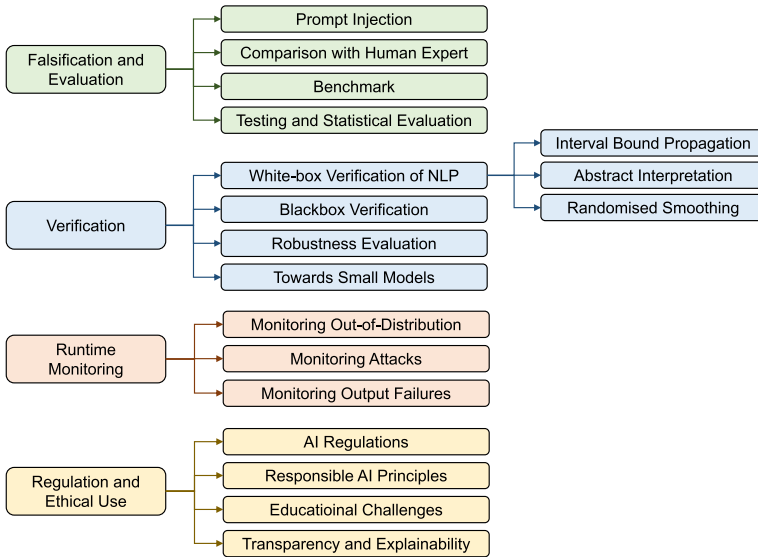 Falsification and
Evaluation
Prompt Injection
Comparison with Human Expert
Benchmark
Testing and Statistical Evaluation
Verification
White-box Verification of NLP
Blackbox Verification
Robustness Evaluation
Towards Small Models
Interval Bound Propagation
Abstract Interpretation
Randomised Smoothing
Runtime
Monitoring
Monitoring Out-of-Distribution
Monitoring Attacks
Monitoring Output Failures
Regulation and
Ethical Use
AI Regulations
Responsible AI Principles
Educatioinal Challenges
Transparency and Explainability